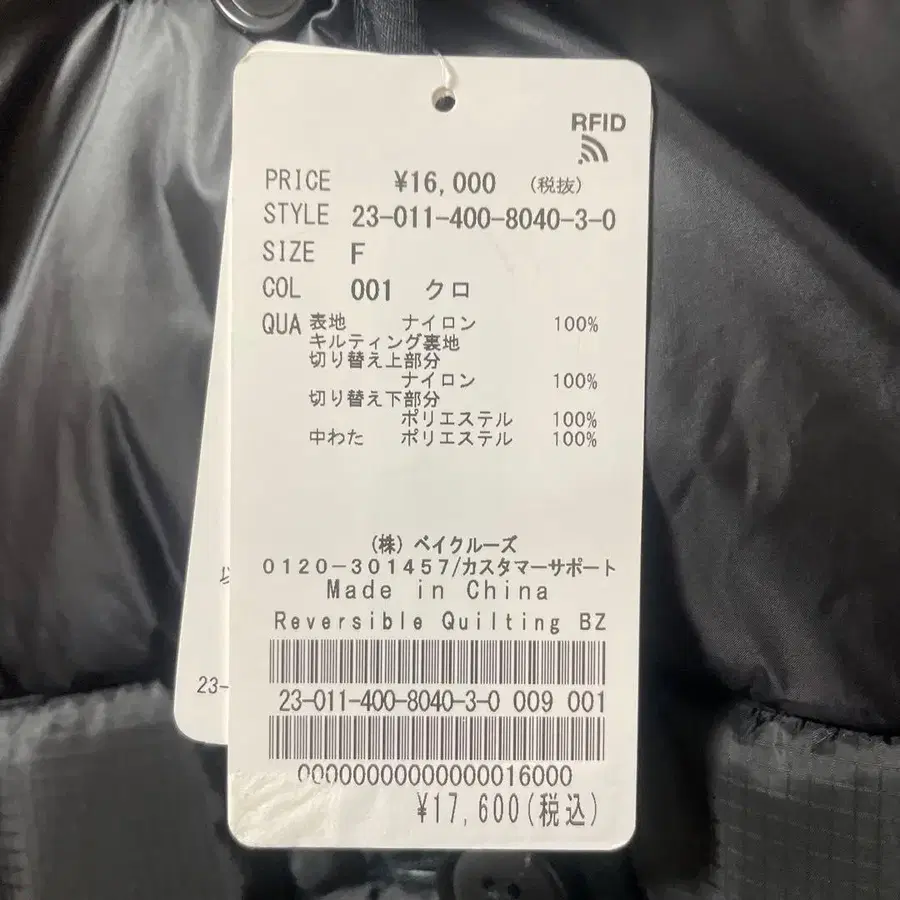 RFID
PRICE ¥16,000 (税抜)
STYLE 23-011-400-8040-3-0
SIZE F
COL 001 クロ
QUA 表地 ナイロン 100%
キルティング裏地
切り替え上部分
ナイロン 100%
切り替え下部分
ポリエステル 100%
中わた ポリエステル 100%
(株) ベイクルーズ
0120-301457/カスタマーサポート
Made in China
Reversible Quilting BZ
23-011-400-8040-3-0 009 001
00000000000000016000
¥17,600(税込)
23-